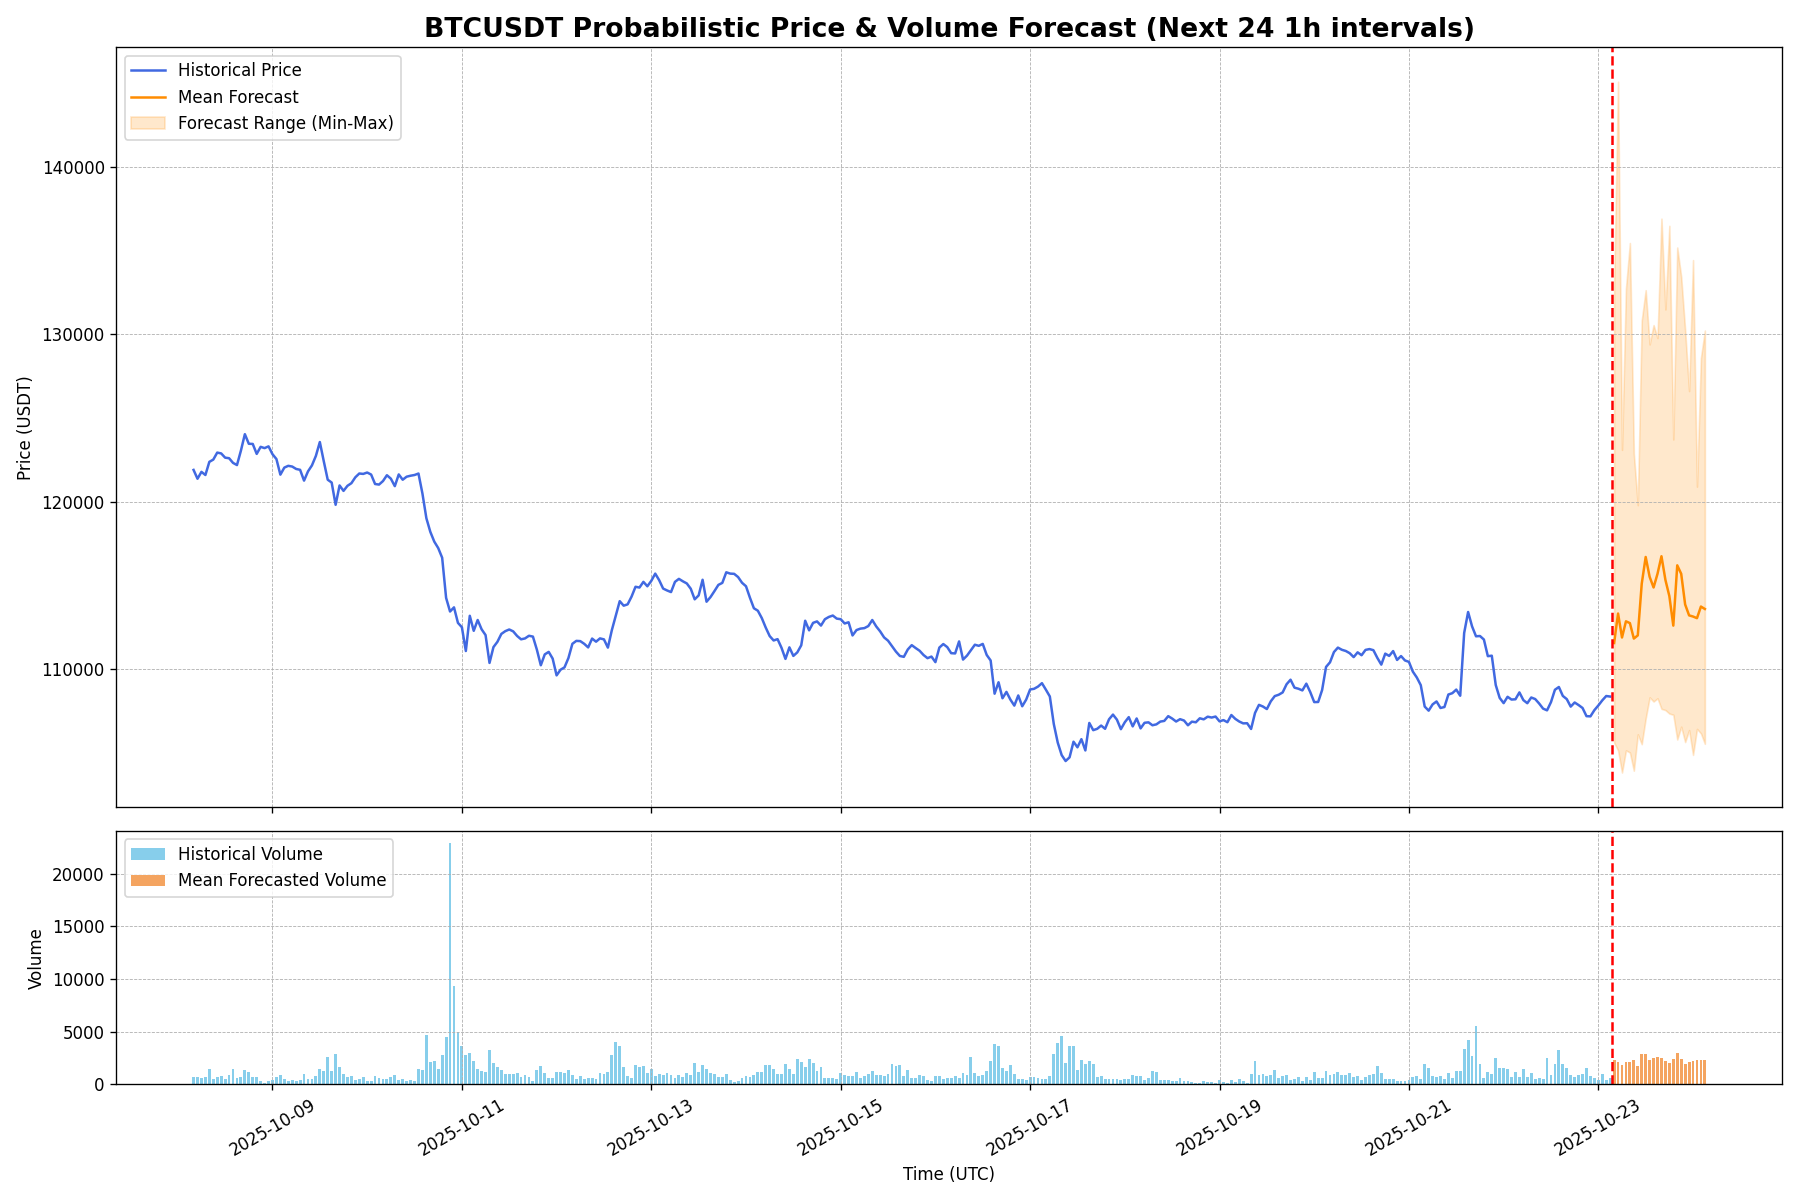 BTCUSDT Probabilistic Price & Volume Forecast (Next 24 1h intervals)
Historical Price
Mean Forecast
Forecast Range (Min-Max)
140000
130000
120000
110000
Price (USDT)
Historical Volume
Mean Forecasted Volume
20000
15000
10000
5000
0
Volume
2025-10-09
2025-10-11
2025-10-13
2025-10-15
2025-10-17
2025-10-19
2025-10-21
2025-10-23
Time (UTC)